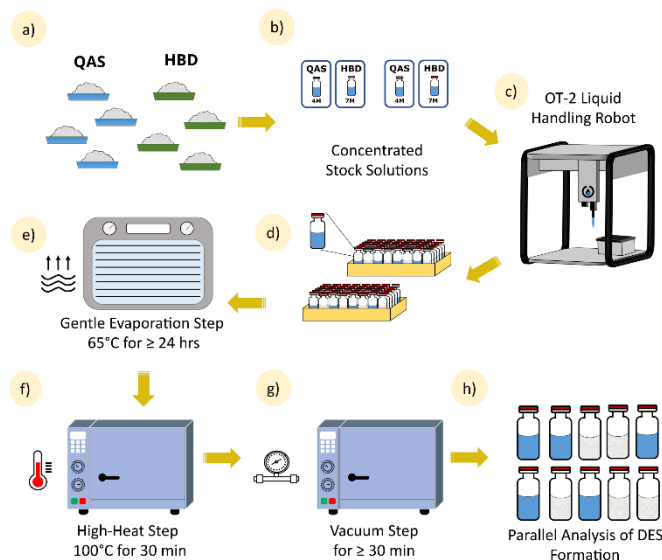 a)
QAS HBD
b)
QAS HBD QAS HBD
4M 7M 4M 7M
Concentrated
Stock Solutions
c)
OT-2 Liquid
Handling Robot
d)
e)
Gentle Evaporation Step
65°C for ≥ 24 hrs
f)
High-Heat Step
100°C for 30 min
g)
Vacuum Step
for ≥ 30 min
h)
Parallel Analysis of DES
Formation